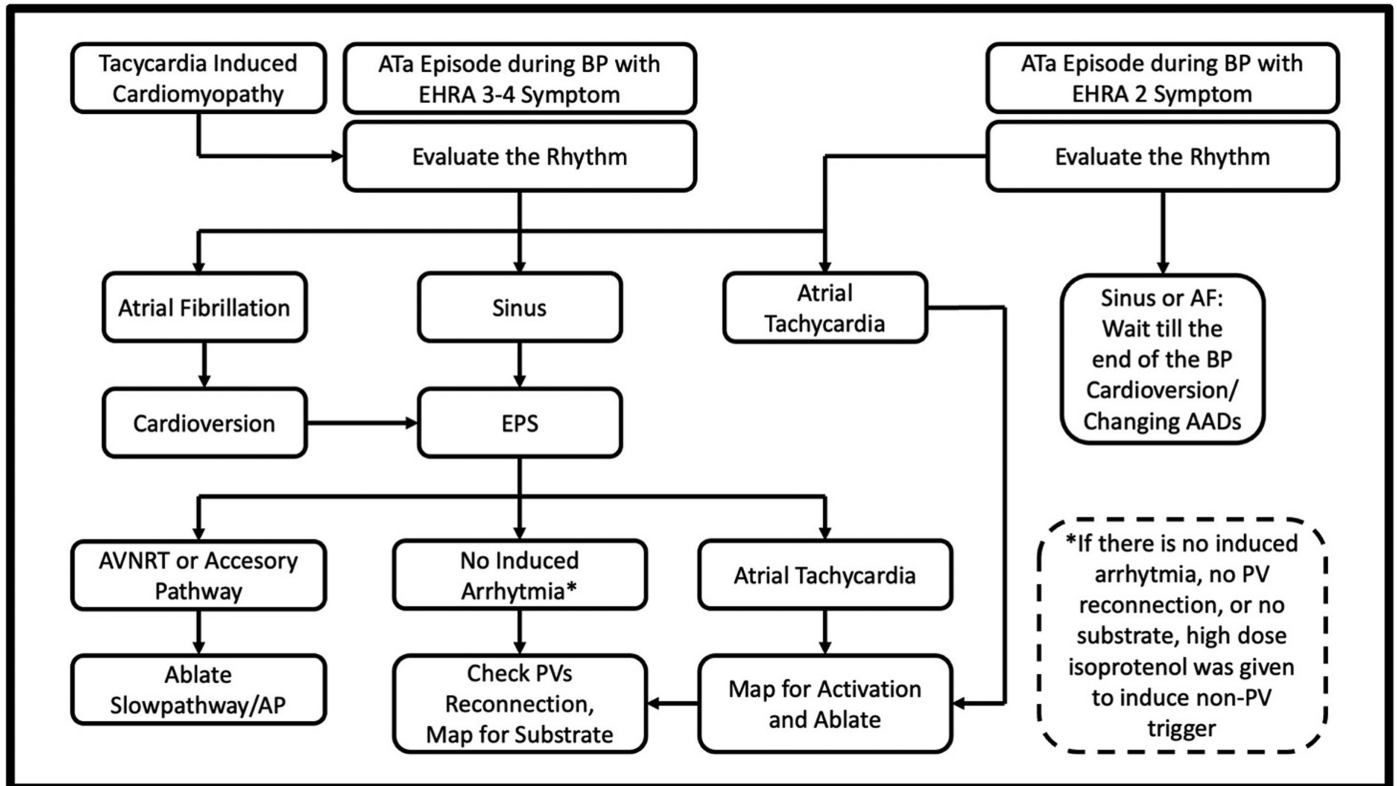 Tacycardia Induced
Cardiomyopathy
ATa Episode during BP with
EHRA 3-4 Symptom
ATa Episode during BP with
EHRA 2 Symptom
Evaluate the Rhythm
Evaluate the Rhythm
Atrial Fibrillation
Sinus
Atrial
Tachycardia
Sinus or AF:
Wait till the
end of the BP
Cardioversion/
Changing AADs
Cardioversion
EPS
AVNRT or Accesory
Pathway
No Induced
Arrhytmia*
Atrial Tachycardia
*If there is no induced
arrhytmia, no PV
reconnection, or no
substrate, high dose
isoprotenol was given
to induce non-PV
trigger
Ablate
Slowpathway/AP
Check PVs
Reconnection,
Map for Substrate
Map for Activation
and Ablate